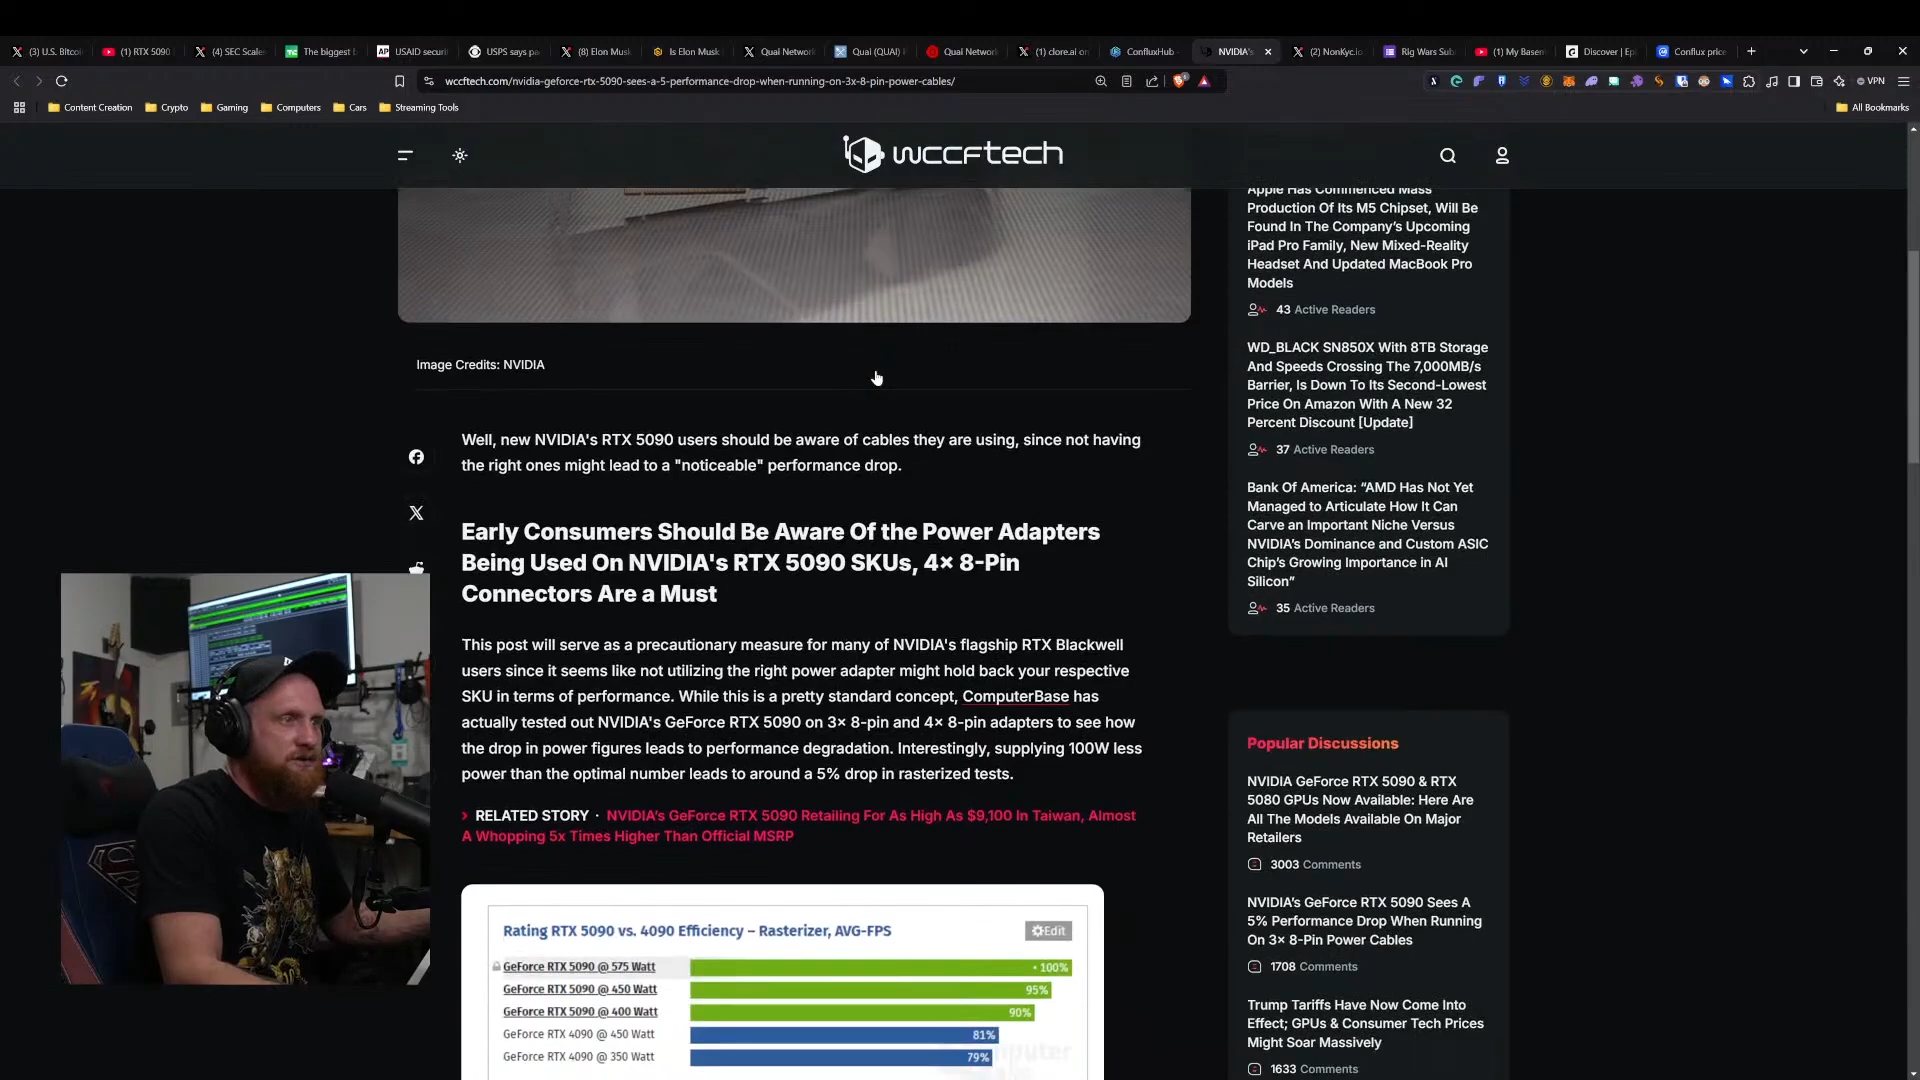 (3) U.S. Bitcoi
(1) RTX 5090
(4) SEC Scale
The biggest b
USAID securi
USPS says pa
(8) Elon Musk
Is Elon Musk
Quai Network
Quai (QUAI) P
Quai Network
(1) clore.ai on
ConfluxHub
NVIDIA's
(2) NonKyc.io
Rig Wars Sub
(1) My Basem
Discover | Ep
Conflux price
wccftech.com/nvidia-geforce-rtx-5090-sees-a-5-performance-drop-when-running-on-3x-8-pin-power-cables/
VPN
Content Creation
Crypto
Gaming
Computers
Cars
Streaming Tools
All Bookmarks
wccftech
Image Credits: NVIDIA
Well, new NVIDIA's RTX 5090 users should be aware of cables they are using, since not having
the right ones might lead to a "noticeable" performance drop.
Early Consumers Should Be Aware Of the Power Adapters
Being Used On NVIDIA's RTX 5090 SKUs, 4× 8-Pin
Connectors Are a Must
This post will serve as a precautionary measure for many of NVIDIA's flagship RTX Blackwell
users since it seems like not utilizing the right power adapter might hold back your respective
SKU in terms of performance. While this is a pretty standard concept, ComputerBase has
actually tested out NVIDIA's GeForce RTX 5090 on 3× 8-pin and 4× 8-pin adapters to see how
the drop in power figures leads to performance degradation. Interestingly, supplying 100W less
power than the optimal number leads to around a 5% drop in rasterized tests.
RELATED STORY · NVIDIA's GeForce RTX 5090 Retailing For As High As $9,100 In Taiwan, Almost
A Whopping 5x Times Higher Than Official MSRP
Rating RTX 5090 vs. 4090 Efficiency – Rasterizer, AVG-FPS
Edit
GeForce RTX 5090 @ 575 Watt
• 100%
GeForce RTX 5090 @ 450 Watt
95%
GeForce RTX 5090 @ 400 Watt
90%
GeForce RTX 4090 @ 450 Watt
81%
GeForce RTX 4090 @ 350 Watt
79%
Apple Has Commenced Mass
Production Of Its M5 Chipset, Will Be
Found In The Company's Upcoming
iPad Pro Family, New Mixed-Reality
Headset And Updated MacBook Pro
Models
43 Active Readers
WD_BLACK SN850X With 8TB Storage
And Speeds Crossing The 7,000MB/s
Barrier, Is Down To Its Second-Lowest
Price On Amazon With A New 32
Percent Discount [Update]
37 Active Readers
Bank Of America: “AMD Has Not Yet
Managed to Articulate How It Can
Carve an Important Niche Versus
NVIDIA's Dominance and Custom ASIC
Chip's Growing Importance in AI
Silicon”
35 Active Readers
Popular Discussions
NVIDIA GeForce RTX 5090 & RTX
5080 GPUs Now Available: Here Are
All The Models Available On Major
Retailers
3003 Comments
NVIDIA's GeForce RTX 5090 Sees A
5% Performance Drop When Running
On 3× 8-Pin Power Cables
1708 Comments
Trump Tariffs Have Now Come Into
Effect; GPUs & Consumer Tech Prices
Might Soar Massively
1633 Comments